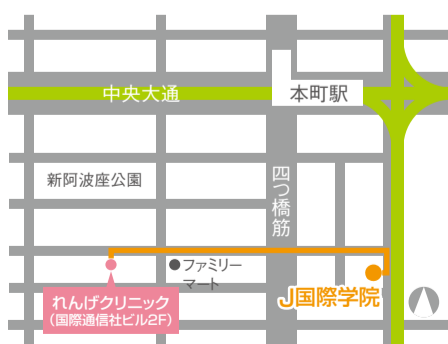 中央大通
本町駅
新阿波座公園
四つ橋筋
ファミリー
マート
れんげクリニック
(国際通信社ビル2F)
J国際学院